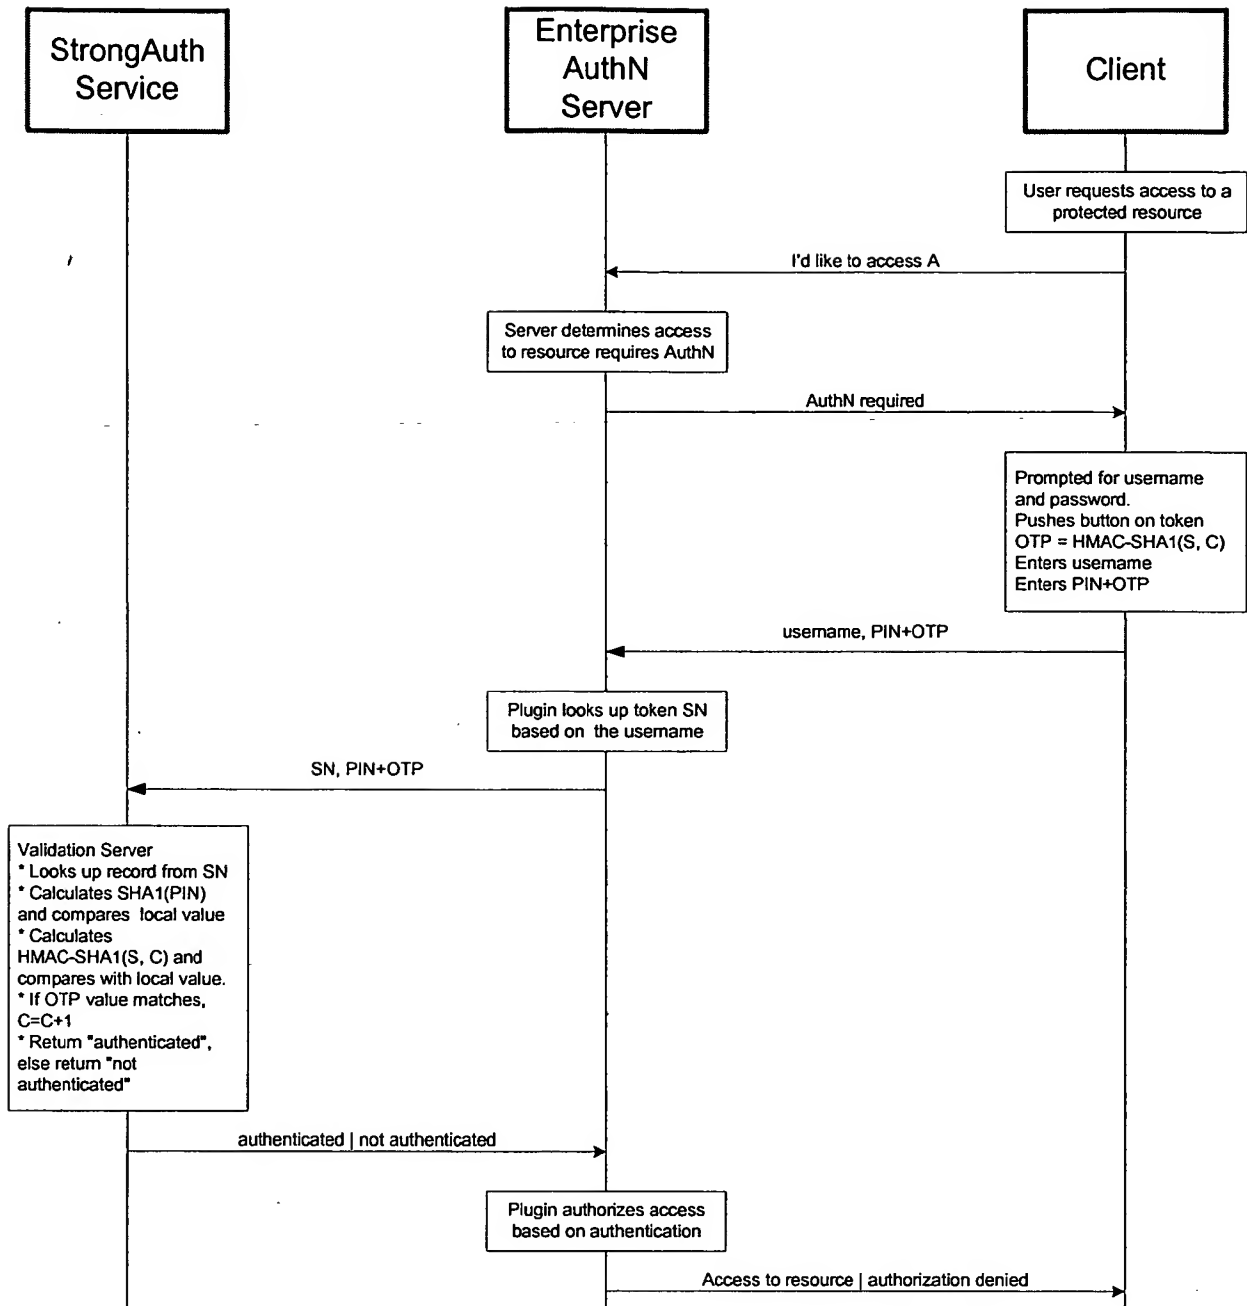 StrongAuth
Service
Enterprise
AuthN
Server
Client
User requests access to a
protected resource
I'd like to access A
Server determines access
to resource requires AuthN
AuthN required
Prompted for username
and password.
Pushes button on token
OTP = HMAC-SHA1(S, C)
Enters username
Enters PIN+OTP
username, PIN+OTP
Plugin looks up token SN
based on the username
SN, PIN+OTP
Validation Server
* Looks up record from SN
* Calculates SHA1(PIN)
and compares local value
* Calculates
HMAC-SHA1(S, C) and
compares with local value.
* If OTP value matches,
C=C+1
* Return "authenticated",
else return "not
authenticated"
authenticated | not authenticated
Plugin authorizes access
based on authentication
Access to resource | authorization denied